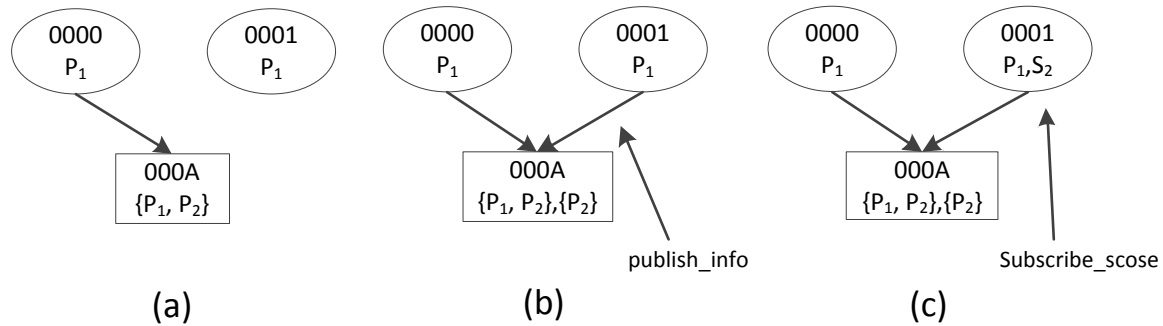 0000
P₁
0001
P₁
000A
{P₁, P₂}
(a)
0000
P₁
0001
P₁
000A
{P₁, P₂},{P₂}
publish_info
(b)
0000
P₁
0001
P₁,S₂
000A
{P₁, P₂},{P₂}
Subscribe_scose
(c)